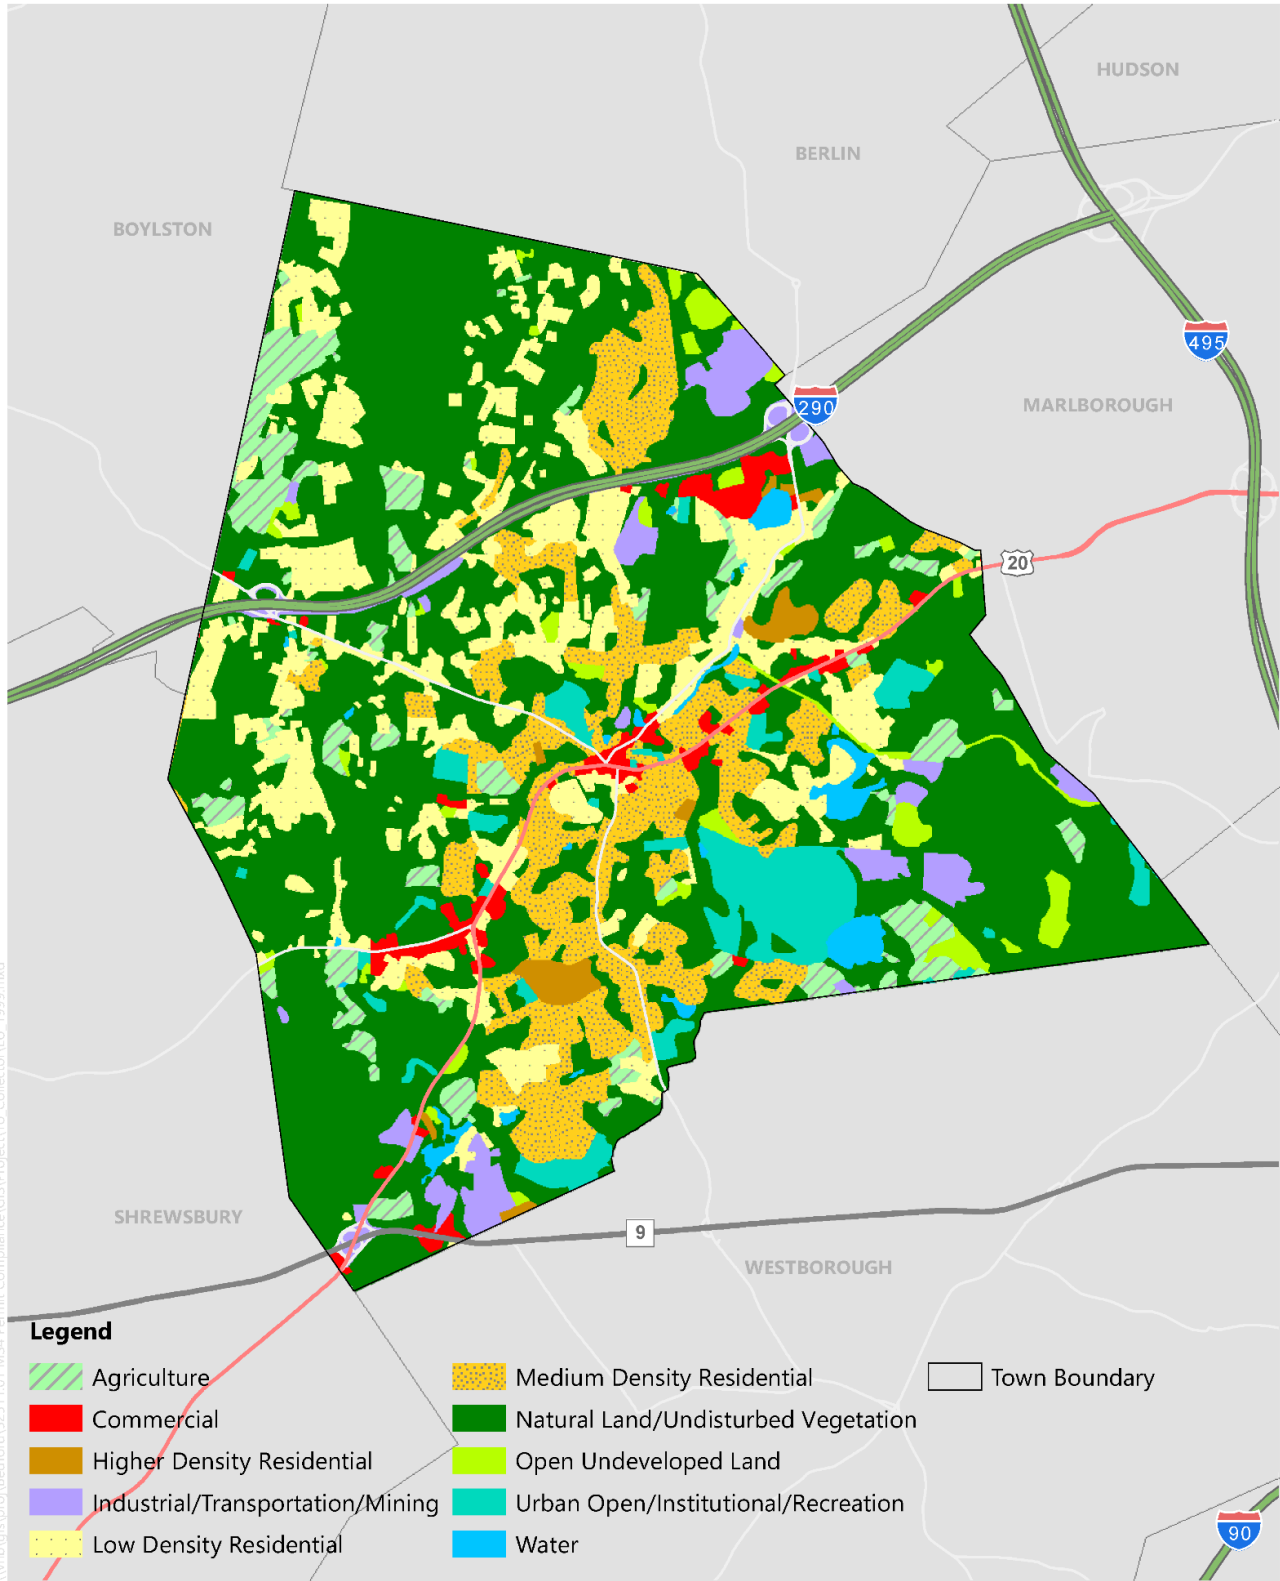 HUDSON
BERLIN
BOYLSTON
495
290
MARLBOROUGH
20
SHREWSBURY
9
WESTBOROUGH
Legend
Agriculture
Commercial
Higher Density Residential
Industrial/Transportation/Mining
Low Density Residential
Medium Density Residential
Natural Land/Undisturbed Vegetation
Open Undeveloped Land
Urban Open/Institutional/Recreation
Water
Town Boundary
90